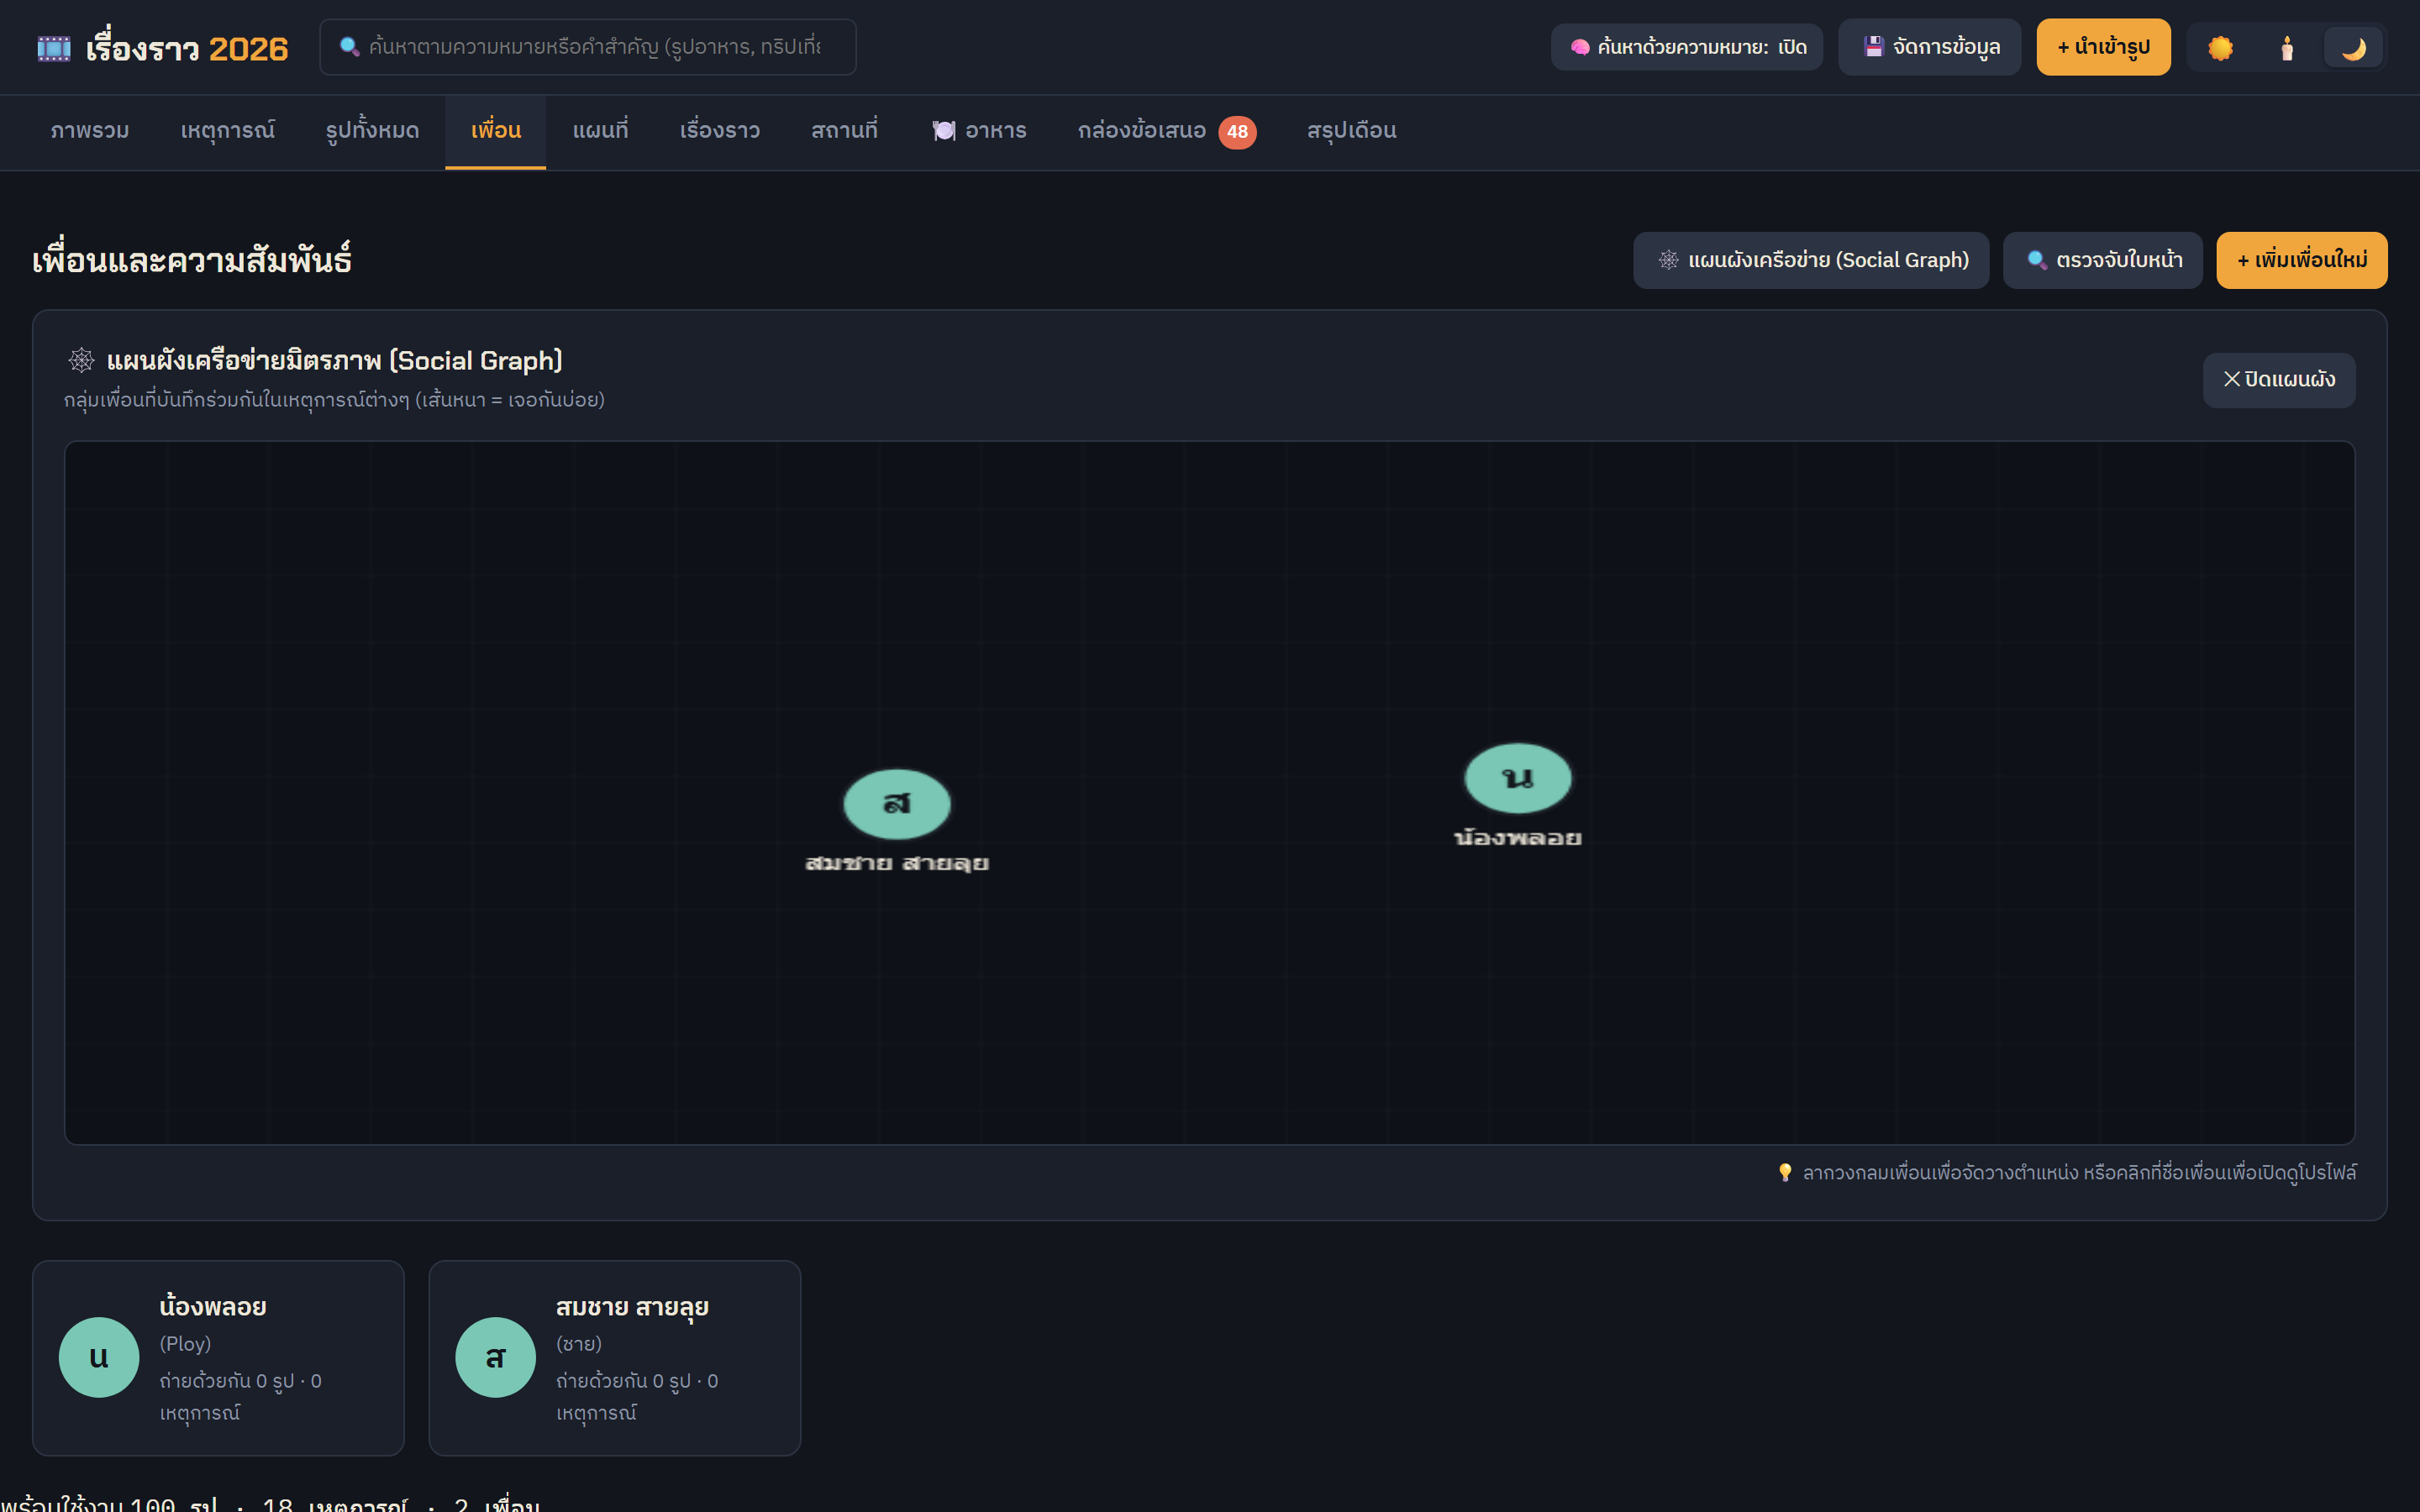 เรื่องราว 2026
ค้นหาตามความหมายหรือคำสำคัญ (รูปอาหาร, ทริปเที่ย
ค้นหาด้วยความหมาย: เปิด
จัดการข้อมูล
+ นำเข้ารูป
ภาพรวม
เหตุการณ์
รูปทั้งหมด
เพื่อน
แผนที่
เรื่องราว
สถานที่
อาหาร
กล่องข้อเสนอ 48
สรุปเดือน
เพื่อนและความสัมพันธ์
แผนผังเครือข่าย (Social Graph)
ตรวจจับใบหน้า
+ เพิ่มเพื่อนใหม่
แผนผังเครือข่ายมิตรภาพ (Social Graph)
กลุ่มเพื่อนที่บันทึกร่วมกันในเหตุการณ์ต่างๆ (เส้นหนา = เจอกันบ่อย)
✕ ปิดแผนผัง
น
น้องพลอย
ส
สมชาย สายลุย
ลากวงกลมเพื่อนเพื่อจัดวางตำแหน่ง หรือคลิกที่ชื่อเพื่อนเพื่อเปิดดูโปรไฟล์
น
น้องพลอย
(Ploy)
ถ่ายด้วยกัน 0 รูป · 0
เหตุการณ์
ส
สมชาย สายลุย
(ชาย)
ถ่ายด้วยกัน 0 รูป · 0
เหตุการณ์
พร้อมใช้งาน 100 รูป · 18 เหตุการณ์ · 2 เพื่อน